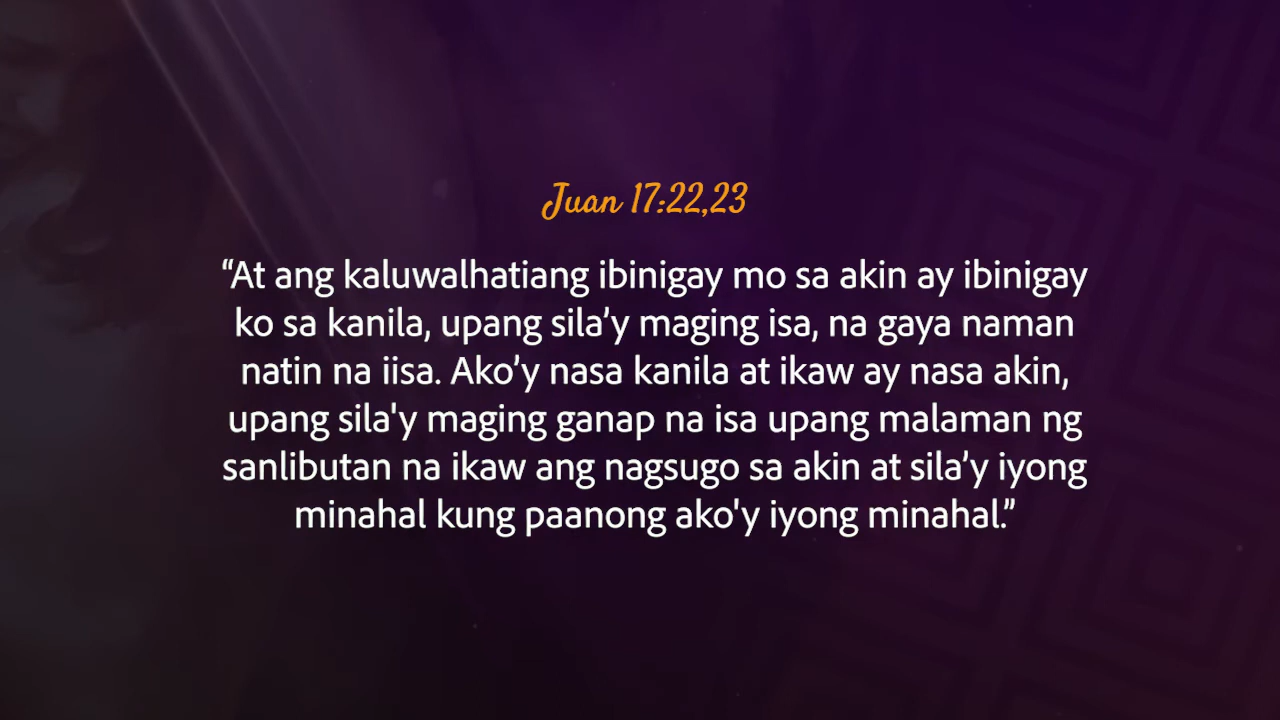 Juan 17:22,23
“At ang kaluwalhatiang ibinigay mo sa akin ay ibinigay
ko sa kanila, upang sila’y maging isa, na gaya naman
natin na iisa. Ako’y nasa kanila at ikaw ay nasa akin,
upang sila'y maging ganap na isa upang malaman ng
sanlibutan na ikaw ang nagsugo sa akin at sila’y iyong
minahal kung paanong ako'y iyong minahal.”